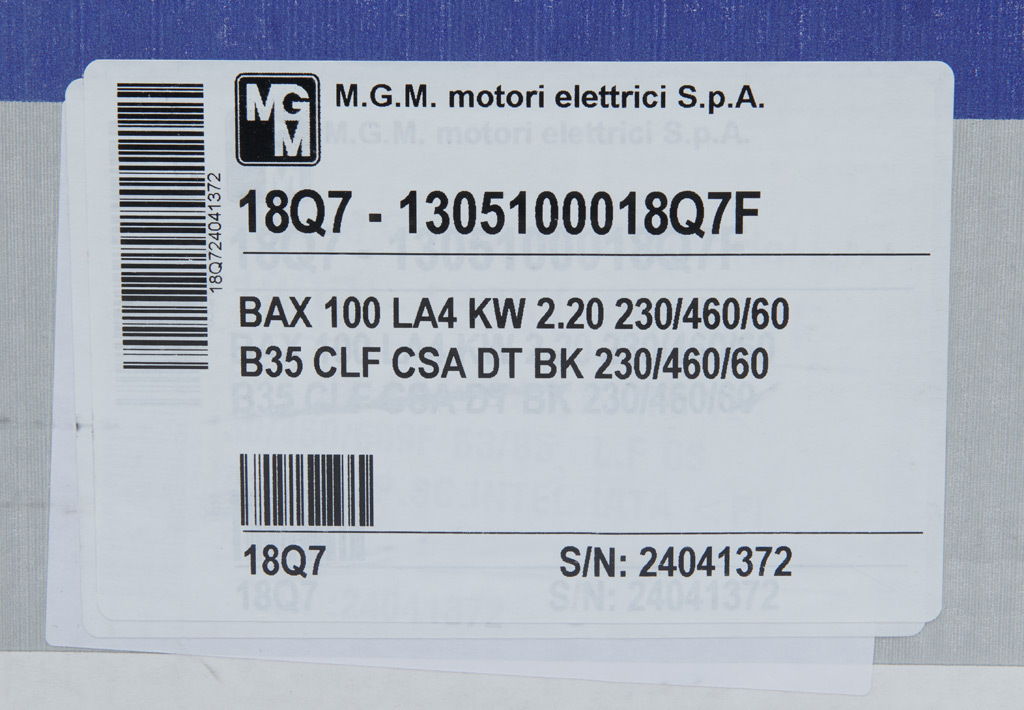 MGM
M.G.M. motori elettrici S.p.A.
18Q724041372
18Q7 - 1305100018Q7F
BAX 100 LA4 KW 2.20 230/460/60
B35 CLF CSA DT BK 230/460/60
18Q7
S/N: 24041372